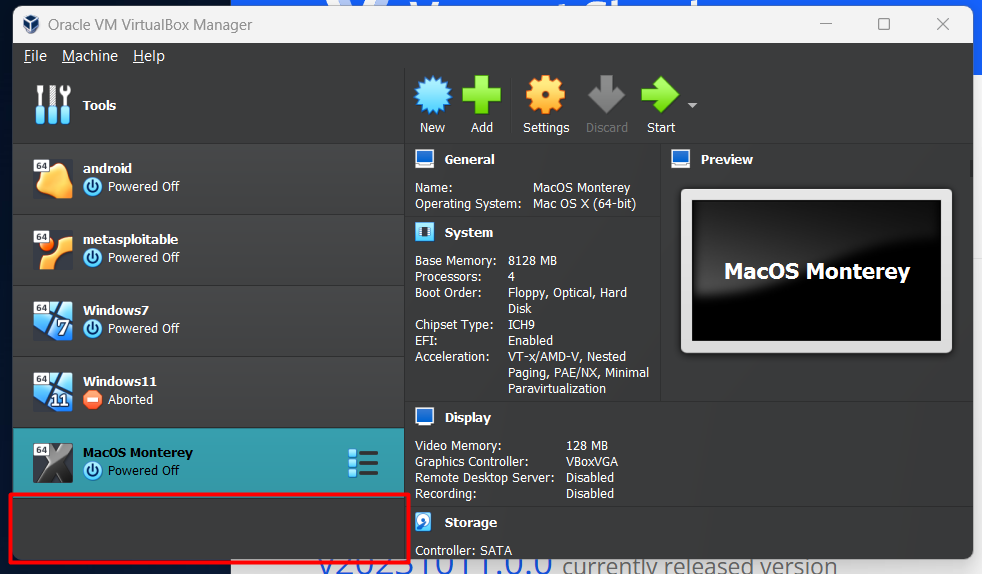 Oracle VM VirtualBox Manager
File Machine Help
Tools
New Add Settings Discard Start
64
android
Powered Off
64
metasploitable
Powered Off
64
7
Windows7
Powered Off
64
11
Windows11
Aborted
64
MacOS Monterey
Powered Off
General
Name: MacOS Monterey
Operating System: Mac OS X (64-bit)
System
Base Memory: 8128 MB
Processors: 4
Boot Order: Floppy, Optical, Hard
Disk
Chipset Type: ICH9
EFI: Enabled
Acceleration: VT-x/AMD-V, Nested
Paging, PAE/NX, Minimal
Paravirtualization
Display
Video Memory: 128 MB
Graphics Controller: VBoxVGA
Remote Desktop Server: Disabled
Recording: Disabled
Storage
Controller: SATA
Preview
MacOS Monterey
currently released version